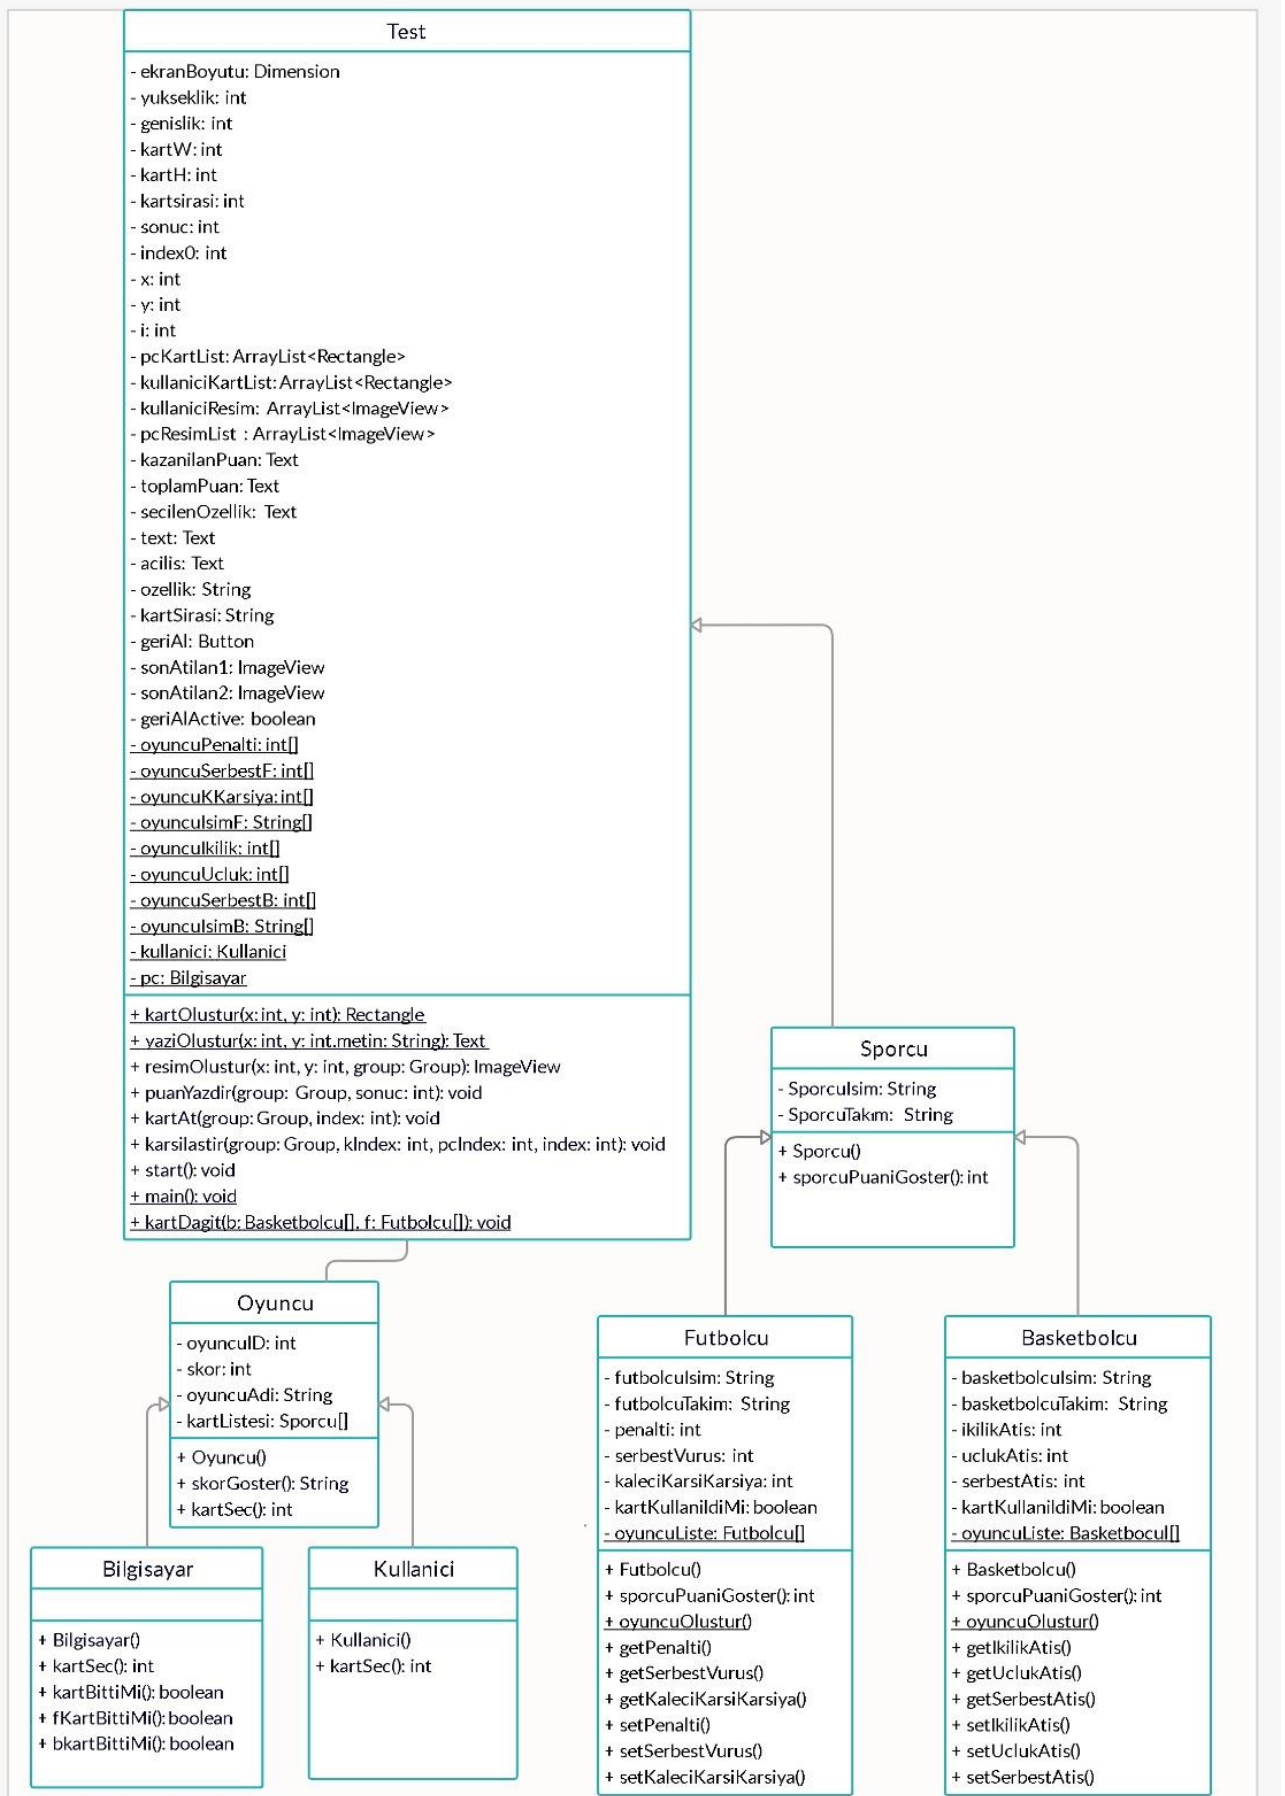 Test
- ekranBoyutu: Dimension
- yukseklik: int
- genislik: int
- kartW: int
- kartH: int
- kartsirasi: int
- sonuc: int
- index0: int
- x: int
- y: int
- i: int
- pcKartList: ArrayList<Rectangle>
- kullaniciKartList: ArrayList<Rectangle>
- kullaniciResim: ArrayList<ImageView>
- pcResimList : ArrayList<ImageView>
- kazanilanPuan: Text
- toplamPuan: Text
- secilenOzellik: Text
- text: Text
- acilis: Text
- ozellik: String
- kartSirasi: String
- geriAl: Button
- sonAtilan1: ImageView
- sonAtilan2: ImageView
- geriAlActive: boolean
- oyuncuPenalti: int[]
- oyuncuSerbestF: int[]
- oyuncuKKarsiya: int[]
- oyuncuIsimF: String[]
- oyuncuIkilik: int[]
- oyuncuUcluk: int[]
- oyuncuSerbestB: int[]
- oyuncuIsimB: String[]
- kullanici: Kullanici
- pc: Bilgisayar
+ kartOlustur(x: int, y: int): Rectangle
+ yaziOlustur(x: int, y: int.metin: String): Text
+ resimOlustur(x: int, y: int, group: Group): ImageView
+ puanYazdir(group: Group, sonuc: int): void
+ kartAt(group: Group, index: int): void
+ karsilastir(group: Group, kIndex: int, pcIndex: int, index: int): void
+ start(): void
+ main(): void
+ kartDagit(b: Basketbolcu[], f: Futbolcu[]): void
Sporcu
- SporcuIsim: String
- SporcuTakım: String
+ Sporcu()
+ sporcuPuaniGoster(): int
Oyuncu
- oyuncuID: int
- skor: int
- oyuncuAdi: String
- kartListesi: Sporcu[]
+ Oyuncu()
+ skorGoster(): String
+ kartSec(): int
Bilgisayar
+ Bilgisayar()
+ kartSec(): int
+ kartBittiMi(): boolean
+ fKartBittiMi(): boolean
+ bkartBittiMi(): boolean
Kullanici
+ Kullanici()
+ kartSec(): int
Futbolcu
- futbolcuIsim: String
- futbolcuTakim: String
- penalti: int
- serbestVurus: int
- kaleciKarsiKarsiya: int
- kartKullanildiMi: boolean
- oyuncuListe: Futbolcu[]
+ Futbolcu()
+ sporcuPuaniGoster(): int
+ oyuncuOlustur()
+ getPenalti()
+ getSerbestVurus()
+ getKaleciKarsiKarsiya()
+ setPenalti()
+ setSerbestVurus()
+ setKaleciKarsiKarsiya()
Basketbolcu
- basketbolcuIsim: String
- basketbolcuTakim: String
- ikilikAtis: int
- uclukAtis: int
- serbestAtis: int
- kartKullanildiMi: boolean
- oyuncuListe: Basketbocul[]
+ Basketbolcu()
+ sporcuPuaniGoster(): int
+ oyuncuOlustur()
+ getIkilikAtis()
+ getUclukAtis()
+ getSerbestAtis()
+ setIkilikAtis()
+ setUclukAtis()
+ setSerbestAtis()